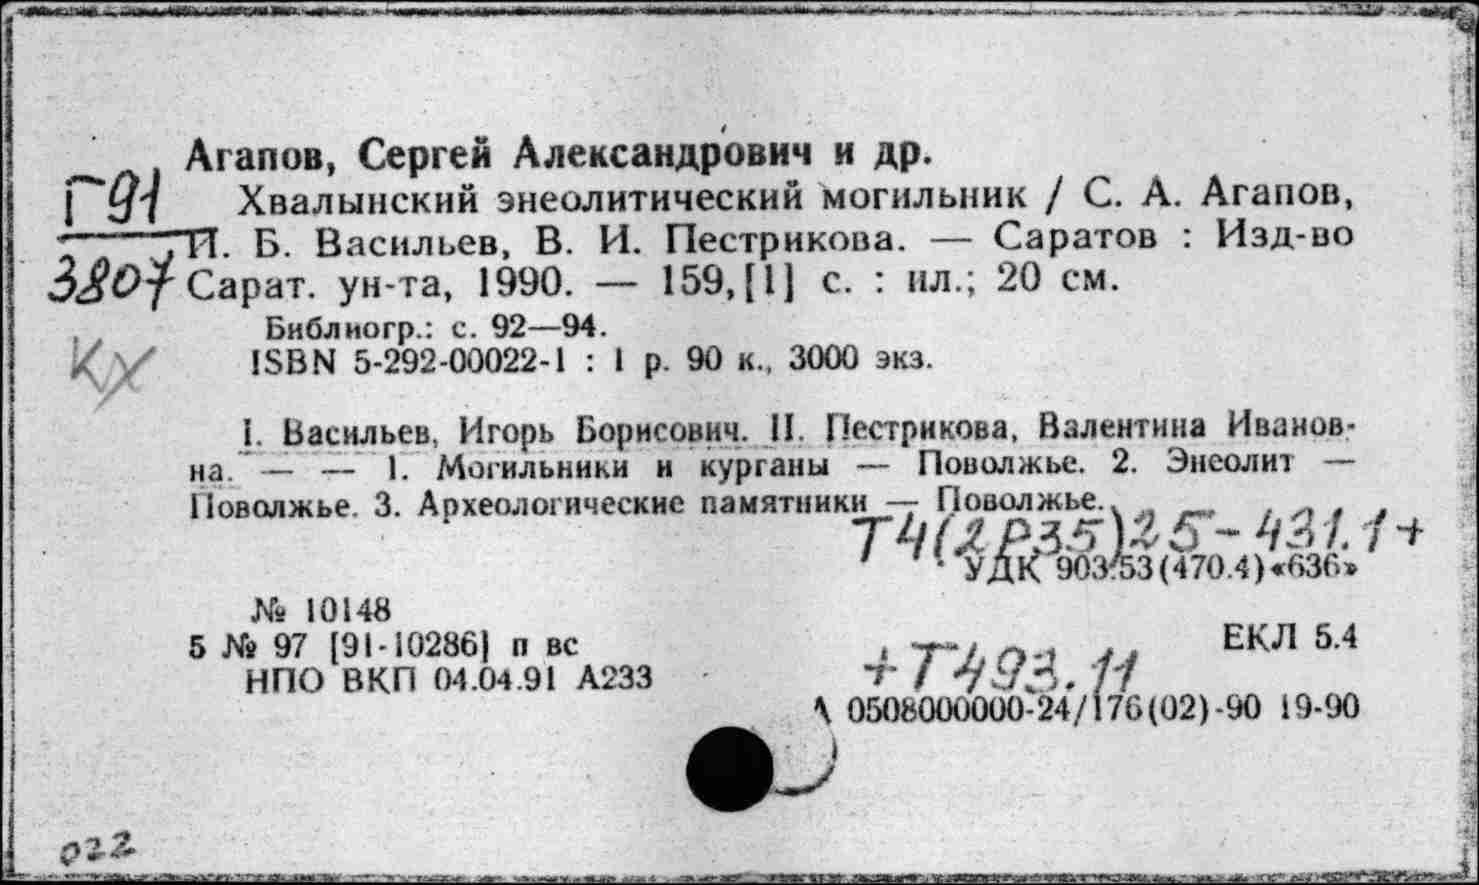 Агапов, Сергей Александрович и др.
Г91
Хвалынский энеолитический могильник / С. А. Агапов,
И. Б. Васильев, В. И. Пестрикова. — Саратов : Изд-во
3807
Сарат. ун-та, 1990. — 159,[1] с. : ил.; 20 см.
Библиогр.: с. 92—94.
ISBN 5-292-00022-1 : 1 р. 90 к., 3000 экз.
КХ
I. Васильев, Игорь Борисович. II. Пестрикова, Валентина Иванов-
на. — — 1. Могильники и курганы — Поволжье. 2. Энеолит —
Поволжье. 3. Археологические памятники — Поволжье.
Т4(2Р35)25-431.1+
УДК 903.53(470.4)«636»
№ 10148
5 № 97 [91-10286] п вс
ЕКЛ 5.4
НПО ВКП 04.04.91 А233
+Т493.11
0508000000-24/176(02)-90 19-90
022